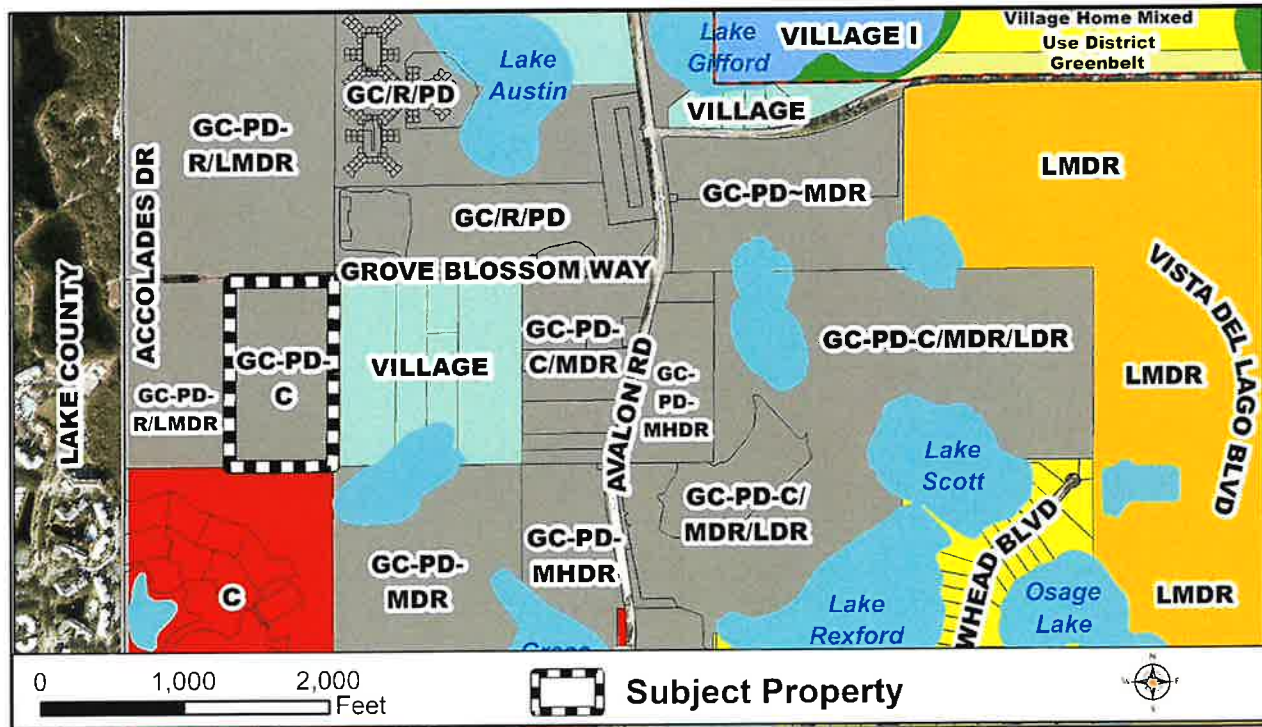 Village Home Mixed
Use District
Greenbelt
Lake
Gifford
VILLAGE I
Lake
Austin
GC/R/PD
VILLAGE
GC-PD-
R/LMDR
ACCOLADES DR
LAKE COUNTY
GC/R/PD
GC-PD~MDR
LMDR
GROVE BLOSSOM WAY
GC-PD-
C
GC-PD-
R/LMDR
VILLAGE
GC-PD-
C/MDR
AVALON RD
GC-
PD-
MHDR
GC-PD-C/MDR/LDR
VISTA DEL LAGO BLVD
LMDR
Lake
Scott
GC-PD-C/
MDR/LDR
WHEAD BLVD
C
GC-PD-
MDR
GC-PD-
MHDR
Lake
Rexford
Osage
Lake
LMDR
0 1,000 2,000
Feet
Subject Property
N
W
E
S